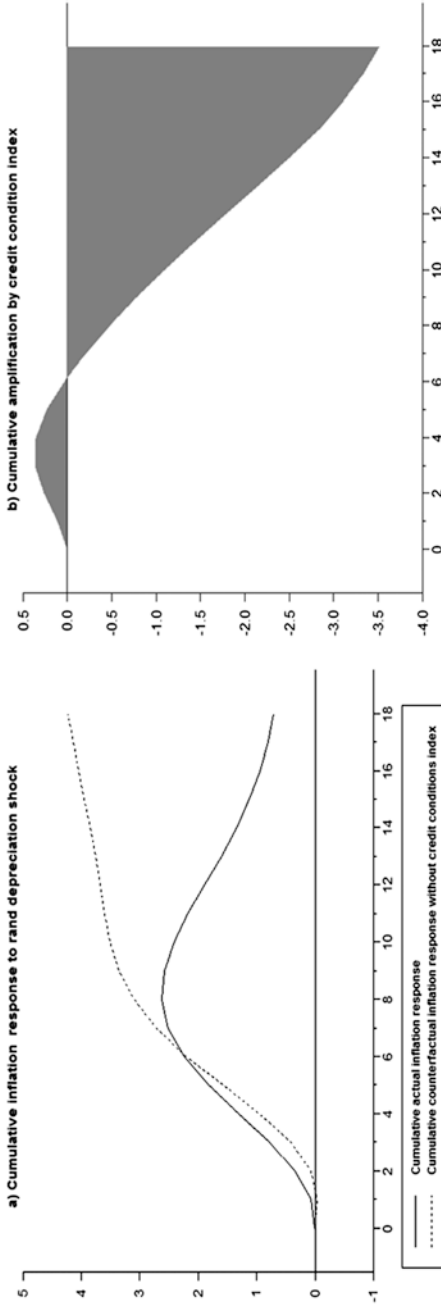 a) Cumulative inflation response to rand depreciation shock
5
4
3
2
1
0
-1
0 2 4 6 8 10 12 14 16 18
Cumulative actual inflation response
Cumulative counterfactual inflation response without credit conditions index
b) Cumulative amplification by credit condition index
0.5
0.0
-0.5
-1.0
-1.5
-2.0
-2.5
-3.0
-3.5
-4.0
0 2 4 6 8 10 12 14 16 18